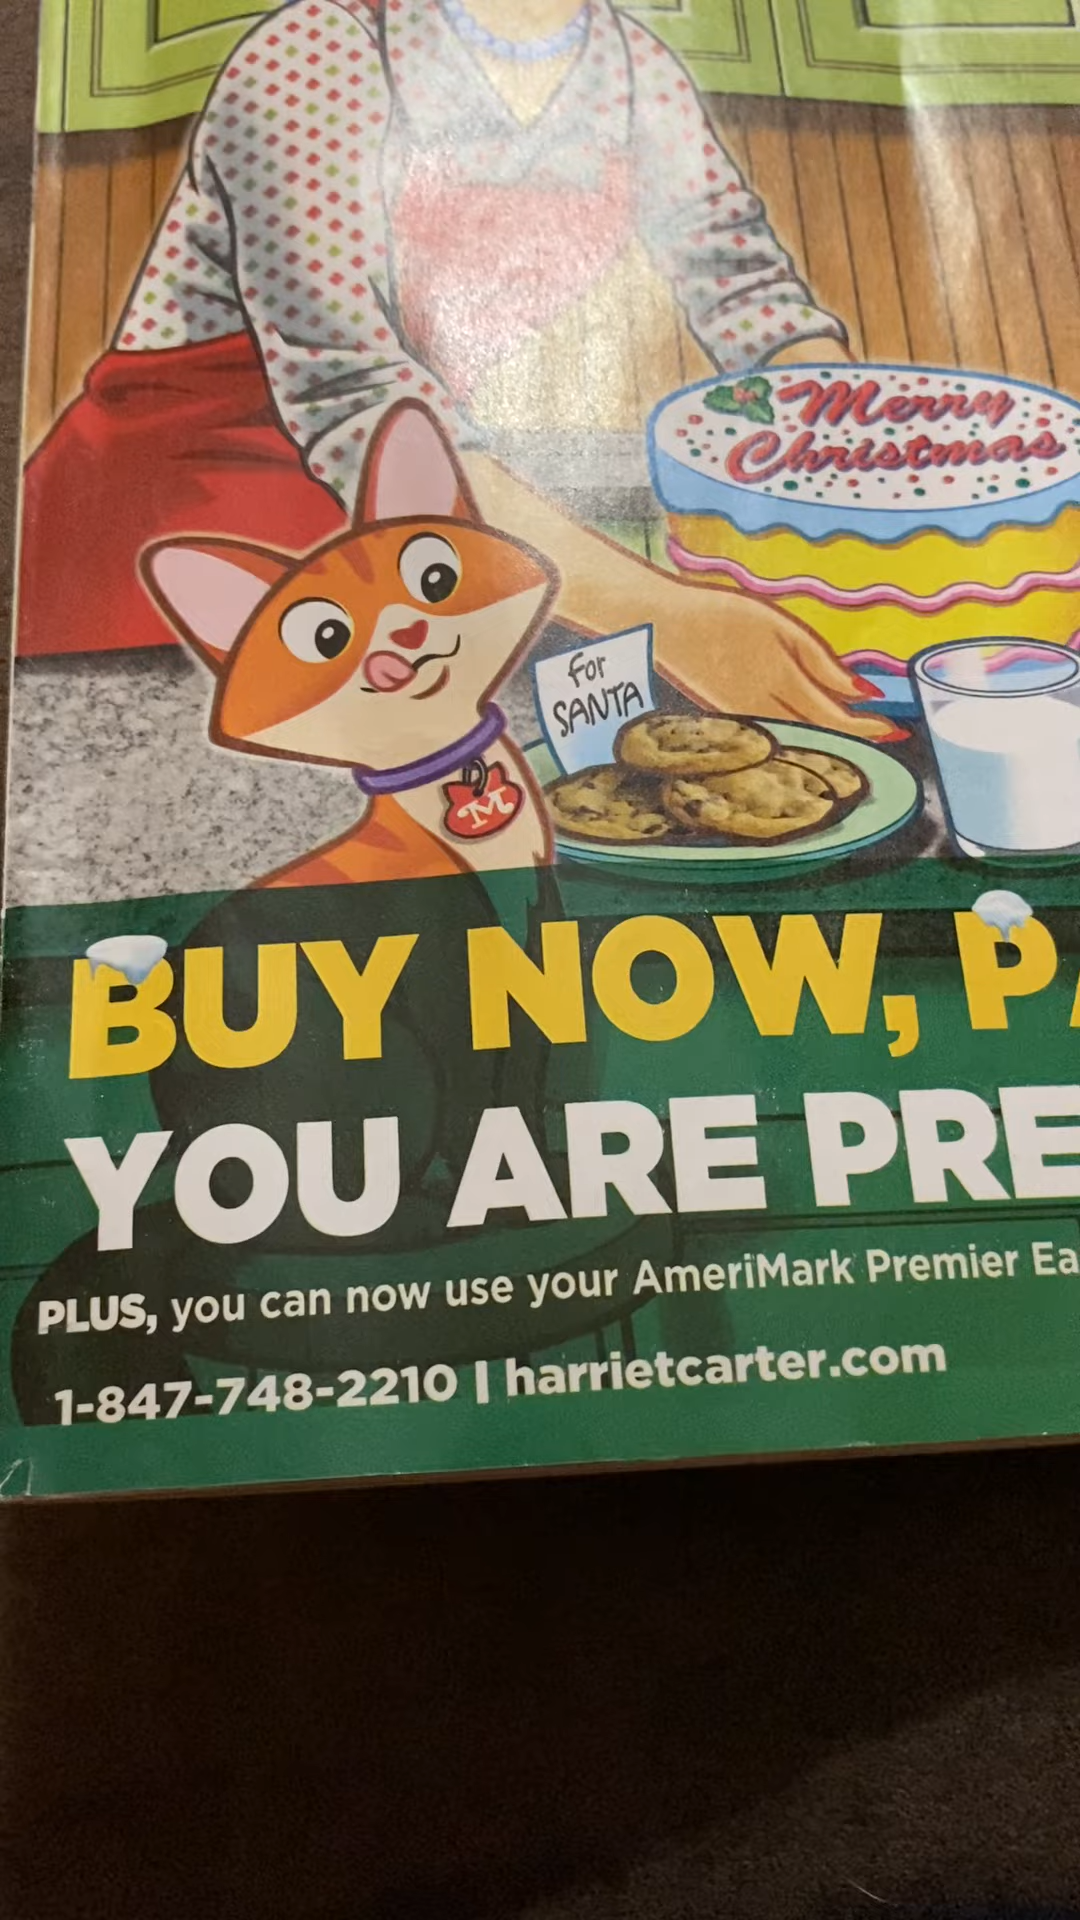 Merry
Christmas
For
SANTA
M
BUY NOW, P
YOU ARE PRE
PLUS, you can now use your AmeriMark Premier Ea
1-847-748-2210 | harrietcarter.com